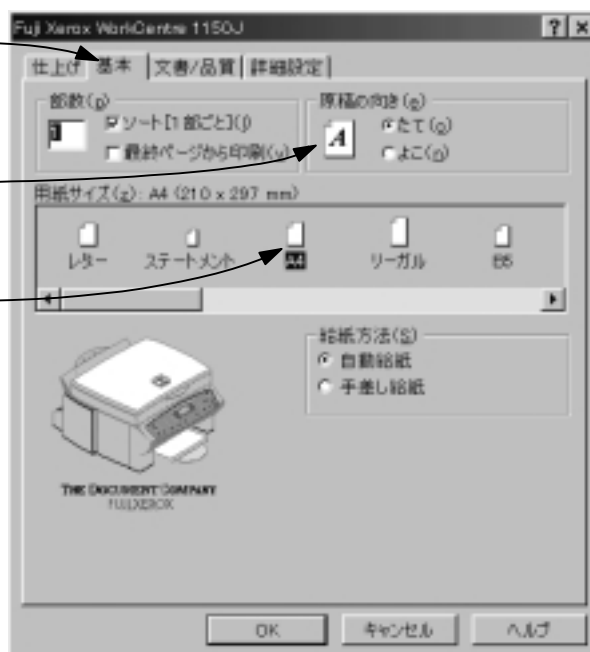 Fuji Xerox WorkCentre 1150J
仕上げ 基本 文書/品質 詳細設定
部数(p)
1
ソート[1部ごと](j)
最終ページから印刷(v)
原稿の向き(e)
A
たて(o)
よこ(n)
用紙サイズ(z): A4 (210 x 297 mm)
レター ステートメント A4 リーガル B5
給紙方法(S)
自動給紙
手差し給紙
THE DOCUMENT COMPANY
FUJI XEROX
OK キャンセル ヘルプ